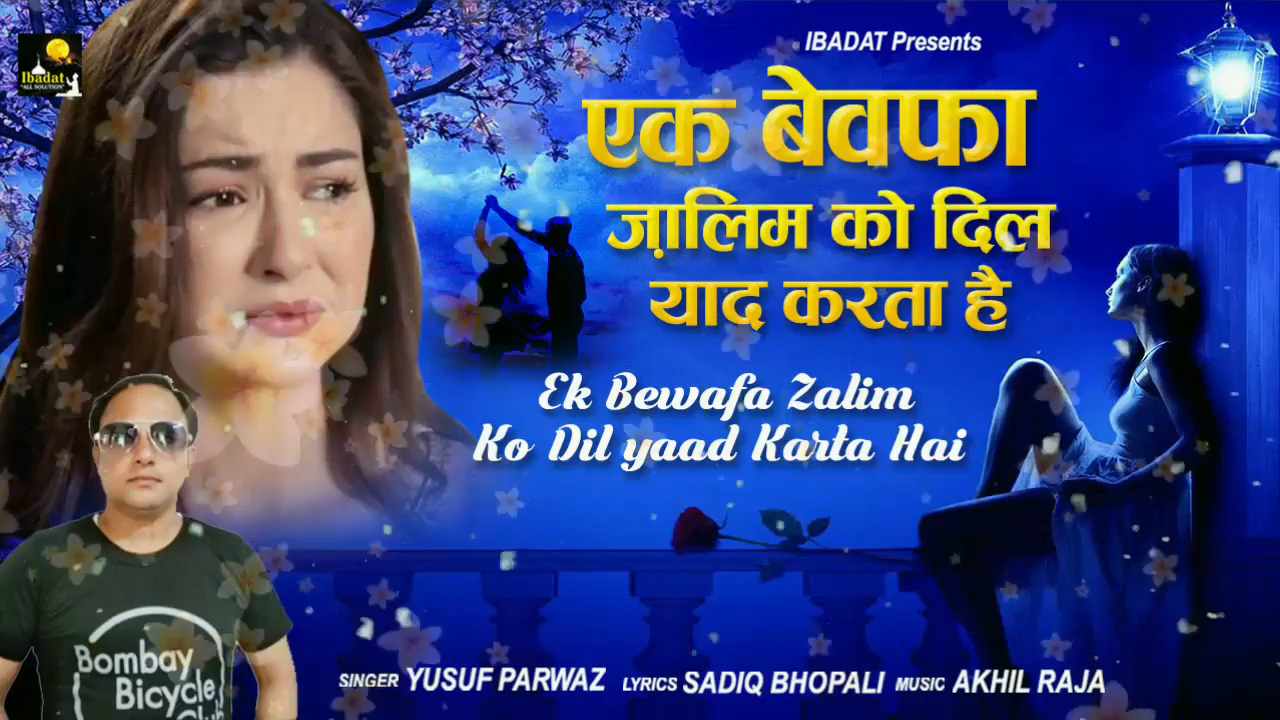 Ibadat
"ALL SOLUTION"
IBADAT Presents
एक बेवफा
ज़ालिम को दिल
याद करता है
Ek Bewafa Zalim
Ko Dil yaad Karta Hai
Bombay
Bicycle
Club
SINGER YUSUF PARWAZ LYRICS SADIQ BHOPALI MUSIC AKHIL RAJA